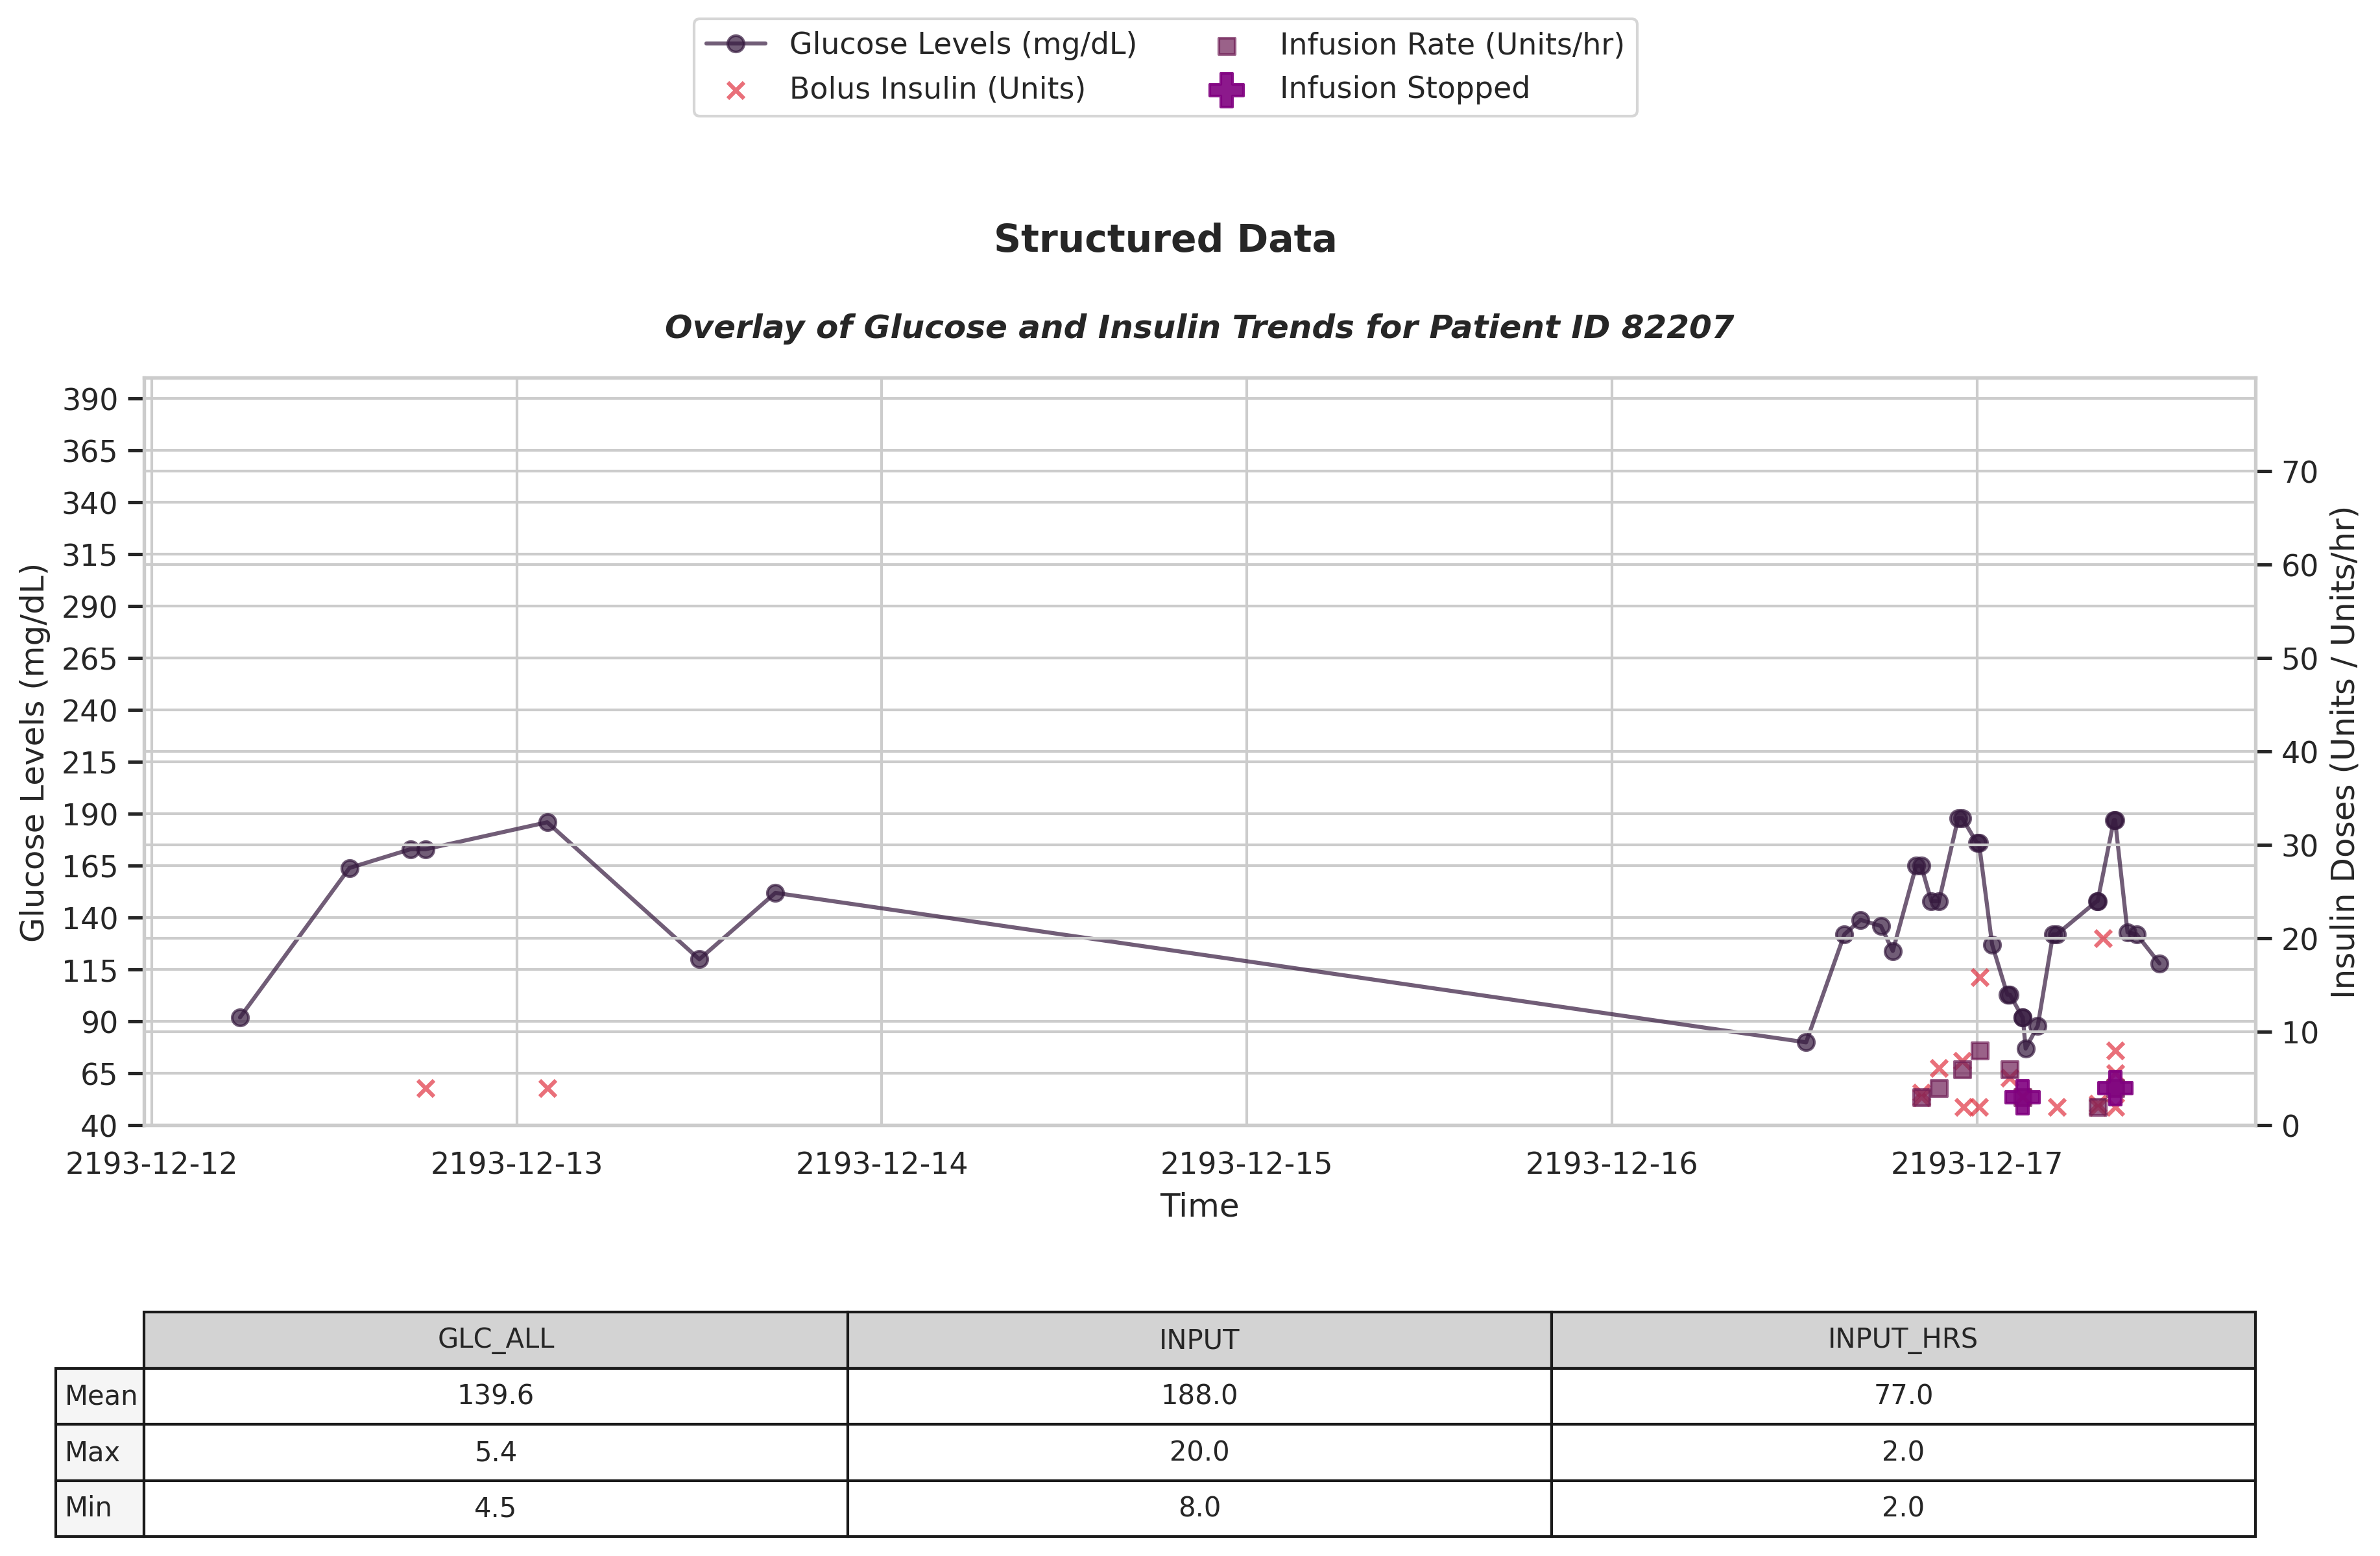 Glucose Levels (mg/dL)
Bolus Insulin (Units)
Infusion Rate (Units/hr)
Infusion Stopped
Structured Data
Overlay of Glucose and Insulin Trends for Patient ID 82207
Glucose Levels (mg/dL)
390
365
340
315
290
265
240
215
190
165
140
115
90
65
40
70
60
50
40
30
20
10
0
Insulin Doses (Units / Units/hr)
2193-12-12 2193-12-13 2193-12-14 2193-12-15 2193-12-16 2193-12-17
Time
GLC_ALL INPUT INPUT_HRS
Mean 139.6 188.0 77.0
Max 5.4 20.0 2.0
Min 4.5 8.0 2.0